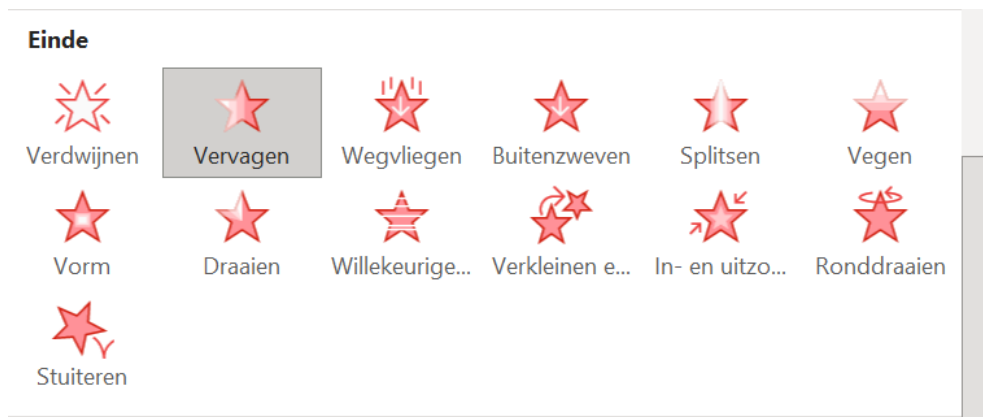 Einde
Verdwijnen Vervagen Wegvliegen Buitenzweven Splitsen Vegen
Vorm Draaien Willekeurige... Verkleinen e... In- en uitzo... Ronddraaien
Stuiteren